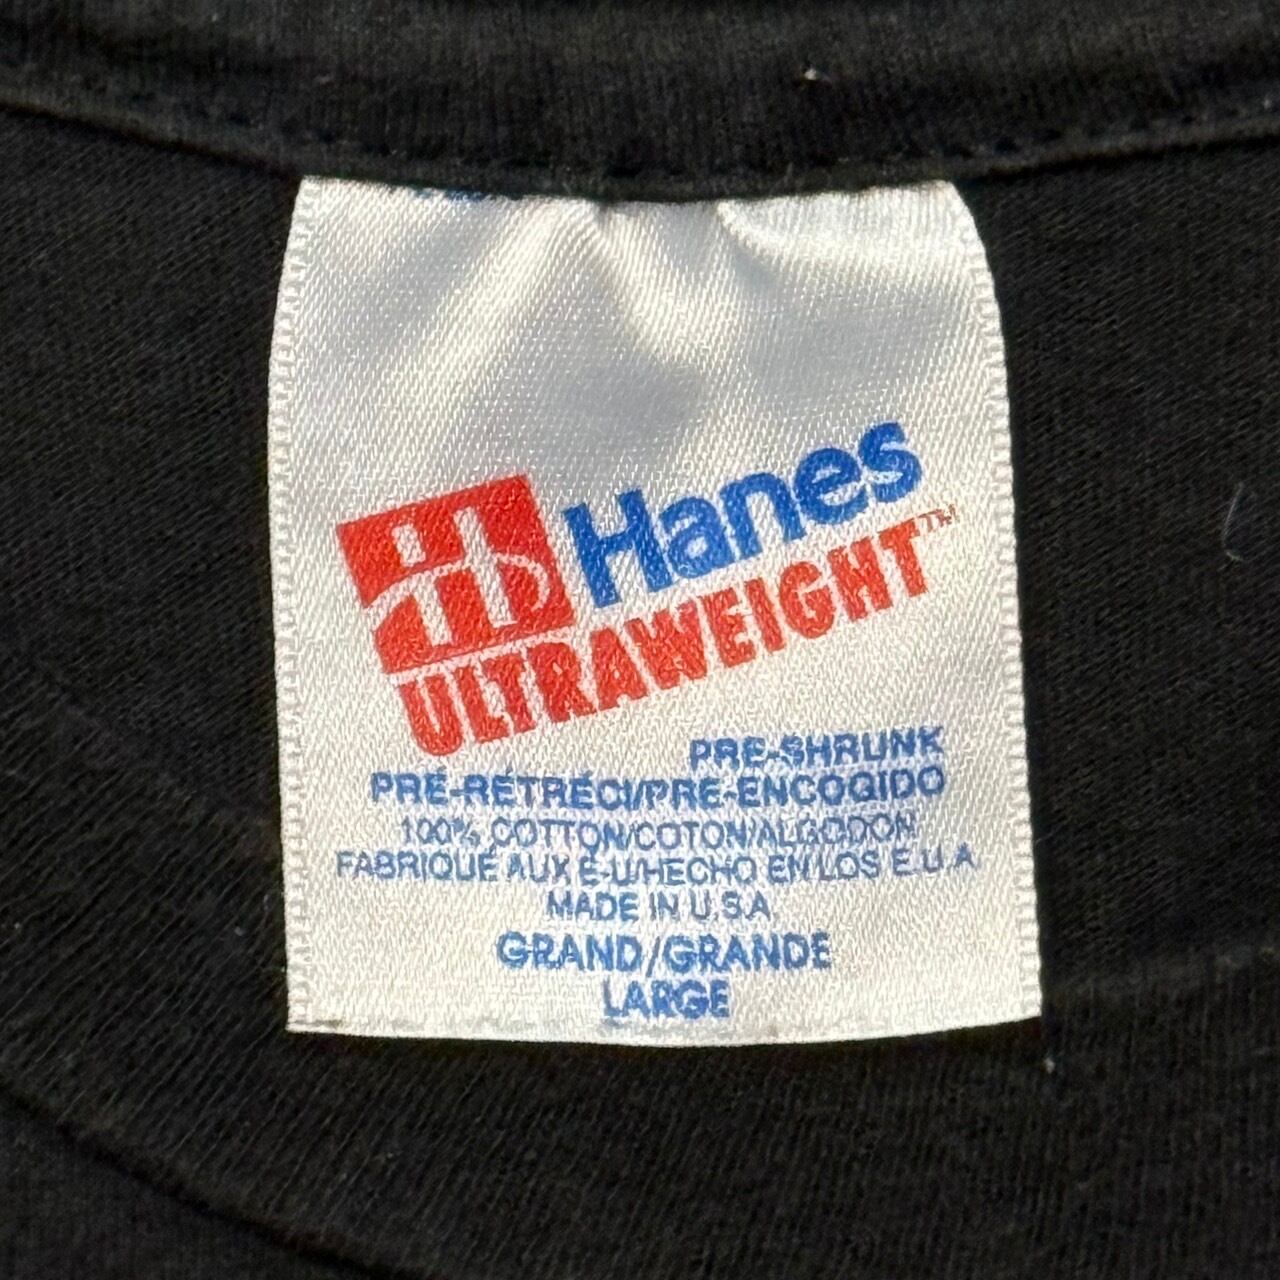 Hanes
ULTRAWEIGHT™
PRE-SHRUNK
PRÉ-RÉTRÉCI/PRE-ENCOGIDO
100% COTTON/COTON/ALGODON
FABRIQUÉ AUX É-U/HECHO EN LOS E.U.A
MADE IN U.S.A.
GRAND/GRANDE
LARGE